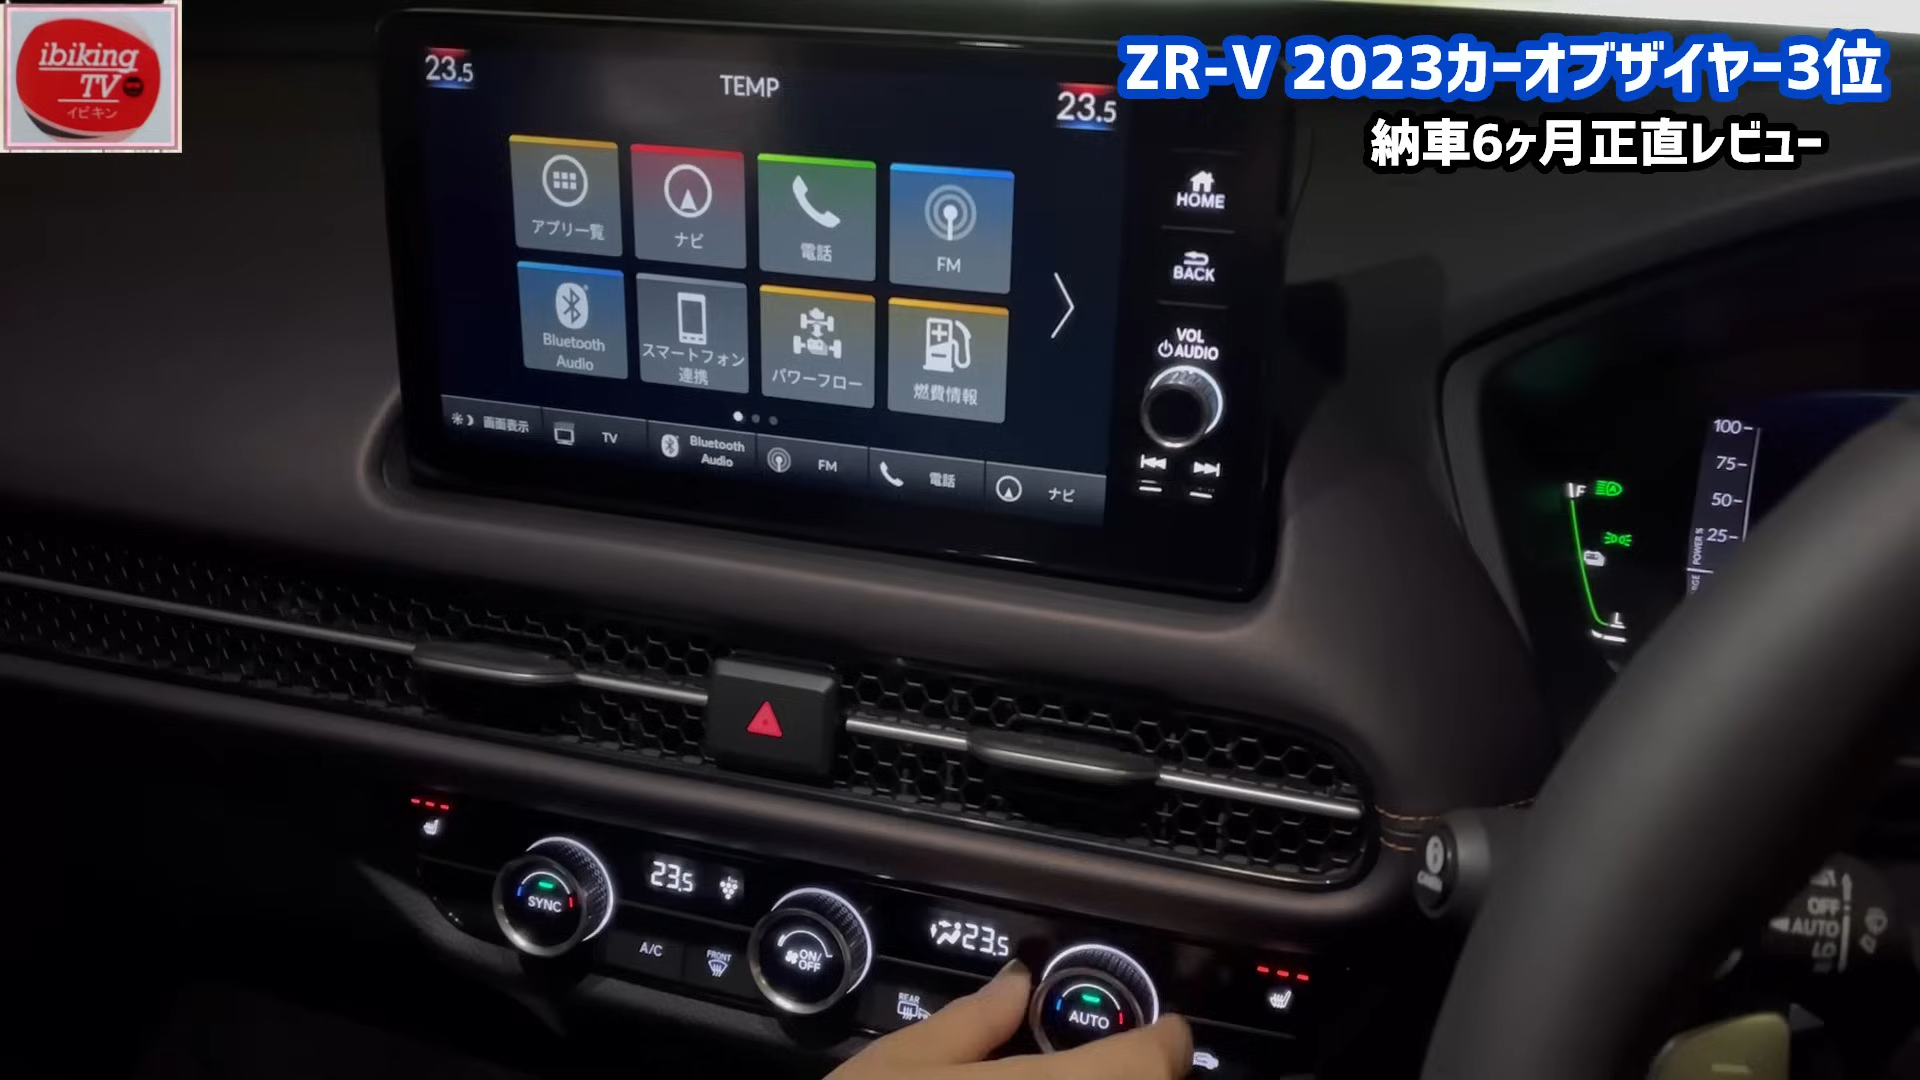 ibiking
TV
イビキン
ZR-V 2023カーオブザイヤー3位
納車6ヶ月正直レビュー
23.5
TEMP
23.5
アプリ一覧
ナビ
電話
FM
Bluetooth
Audio
スマートフォン
連携
パワーフロー
燃費情報
画面表示
TV
Bluetooth
Audio
FM
電話
ナビ
HOME
BACK
VOL
AUDIO
100
75
50
25
POWER %
F
L
SYNC
23.5
A/C
FRONT
ON/
OFF
23.5
REAR
AUTO
OFF
AUTO
LO